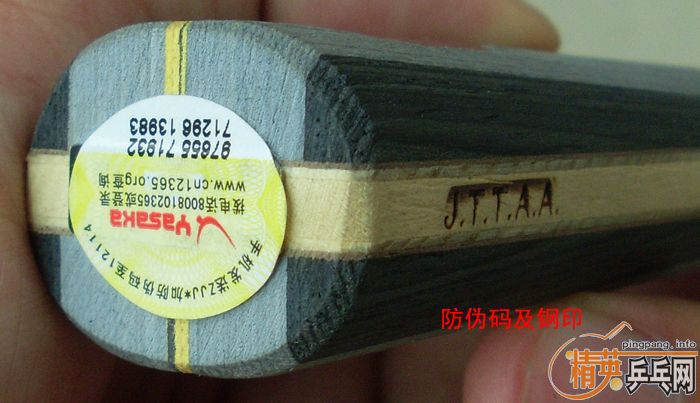 手机发送ZJJ*加防伪码至12114
Yasaka
拨电话8008102365或登录
www.cn12365.org查询
97655 71932
71296 13983
J.T.T.A.A.
防伪码及钢印
pingpang.info
精英乒乓网